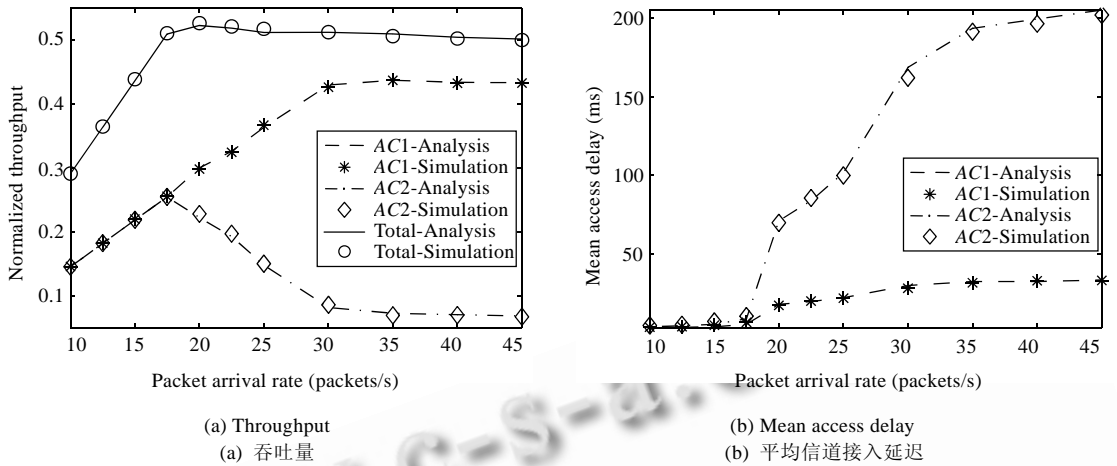 0.5
0.4
0.3
0.2
0.1
Normalized throughput
AC1-Analysis
AC1-Simulation
AC2-Analysis
AC2-Simulation
Total-Analysis
Total-Simulation
10 15 20 25 30 35 40 45
Packet arrival rate (packets/s)
(a) Throughput
(a) 吞吐量
200
150
100
50
Mean access delay (ms)
AC1-Analysis
AC1-Simulation
AC2-Analysis
AC2-Simulation
10 15 20 25 30 35 40 45
Packet arrival rate (packets/s)
(b) Mean access delay
(b) 平均信道接入延迟